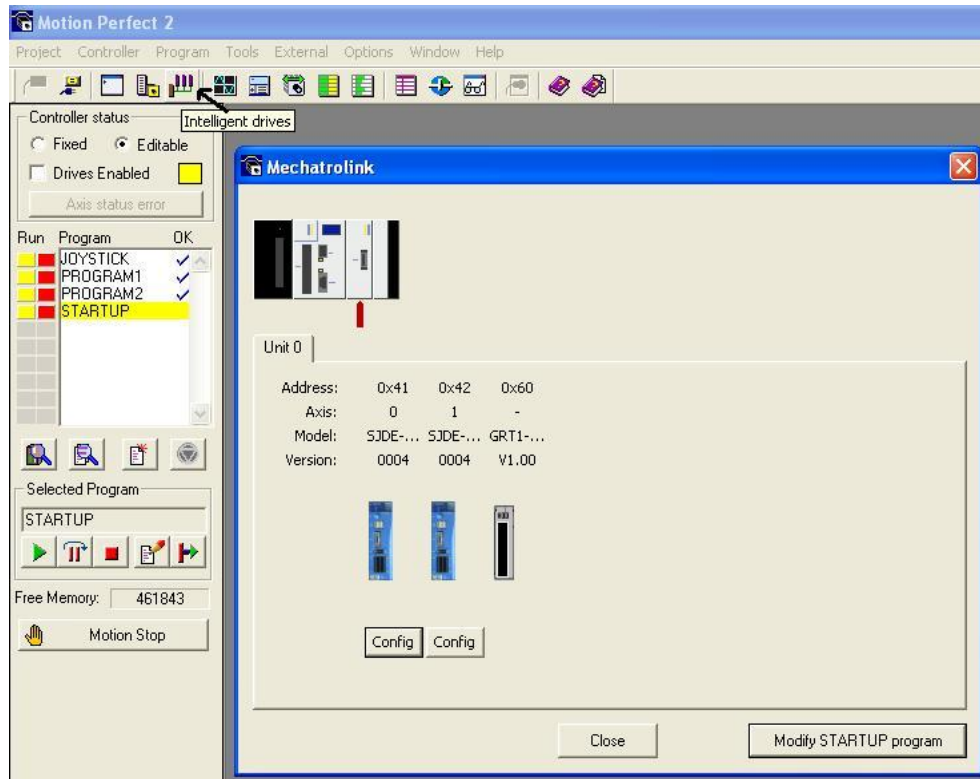 Motion Perfect 2
Project Controller Program Tools External Options Window Help
Intelligent drives
Controller status
Fixed Editable
Drives Enabled
Axis status error
Run Program OK
JOYSTICK
PROGRAM1
PROGRAM2
STARTUP
Selected Program
STARTUP
Free Memory: 461843
Motion Stop
Mechatrolink
Unit 0
Address: 0x41 0x42 0x60
Axis: 0 1 -
Model: SJDE-... SJDE-... GRT1-...
Version: 0004 0004 V1.00
Config Config
Close Modify STARTUP program